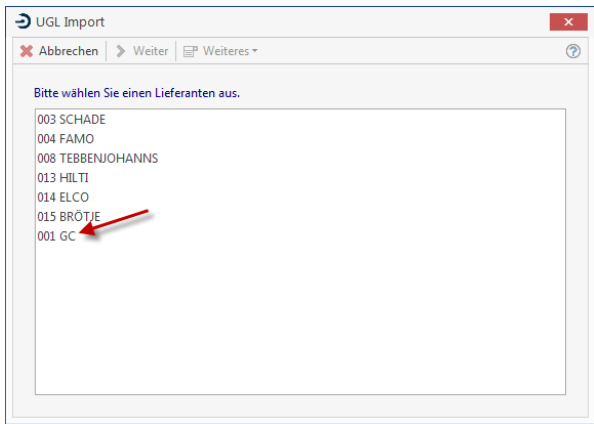 UGL Import
Abbrechen Weiter Weiteres
Bitte wählen Sie einen Lieferanten aus.
003 SCHADE
004 FAMO
008 TEBBENJOHANNS
013 HILTI
014 ELCO
015 BRÖTJE
001 GC